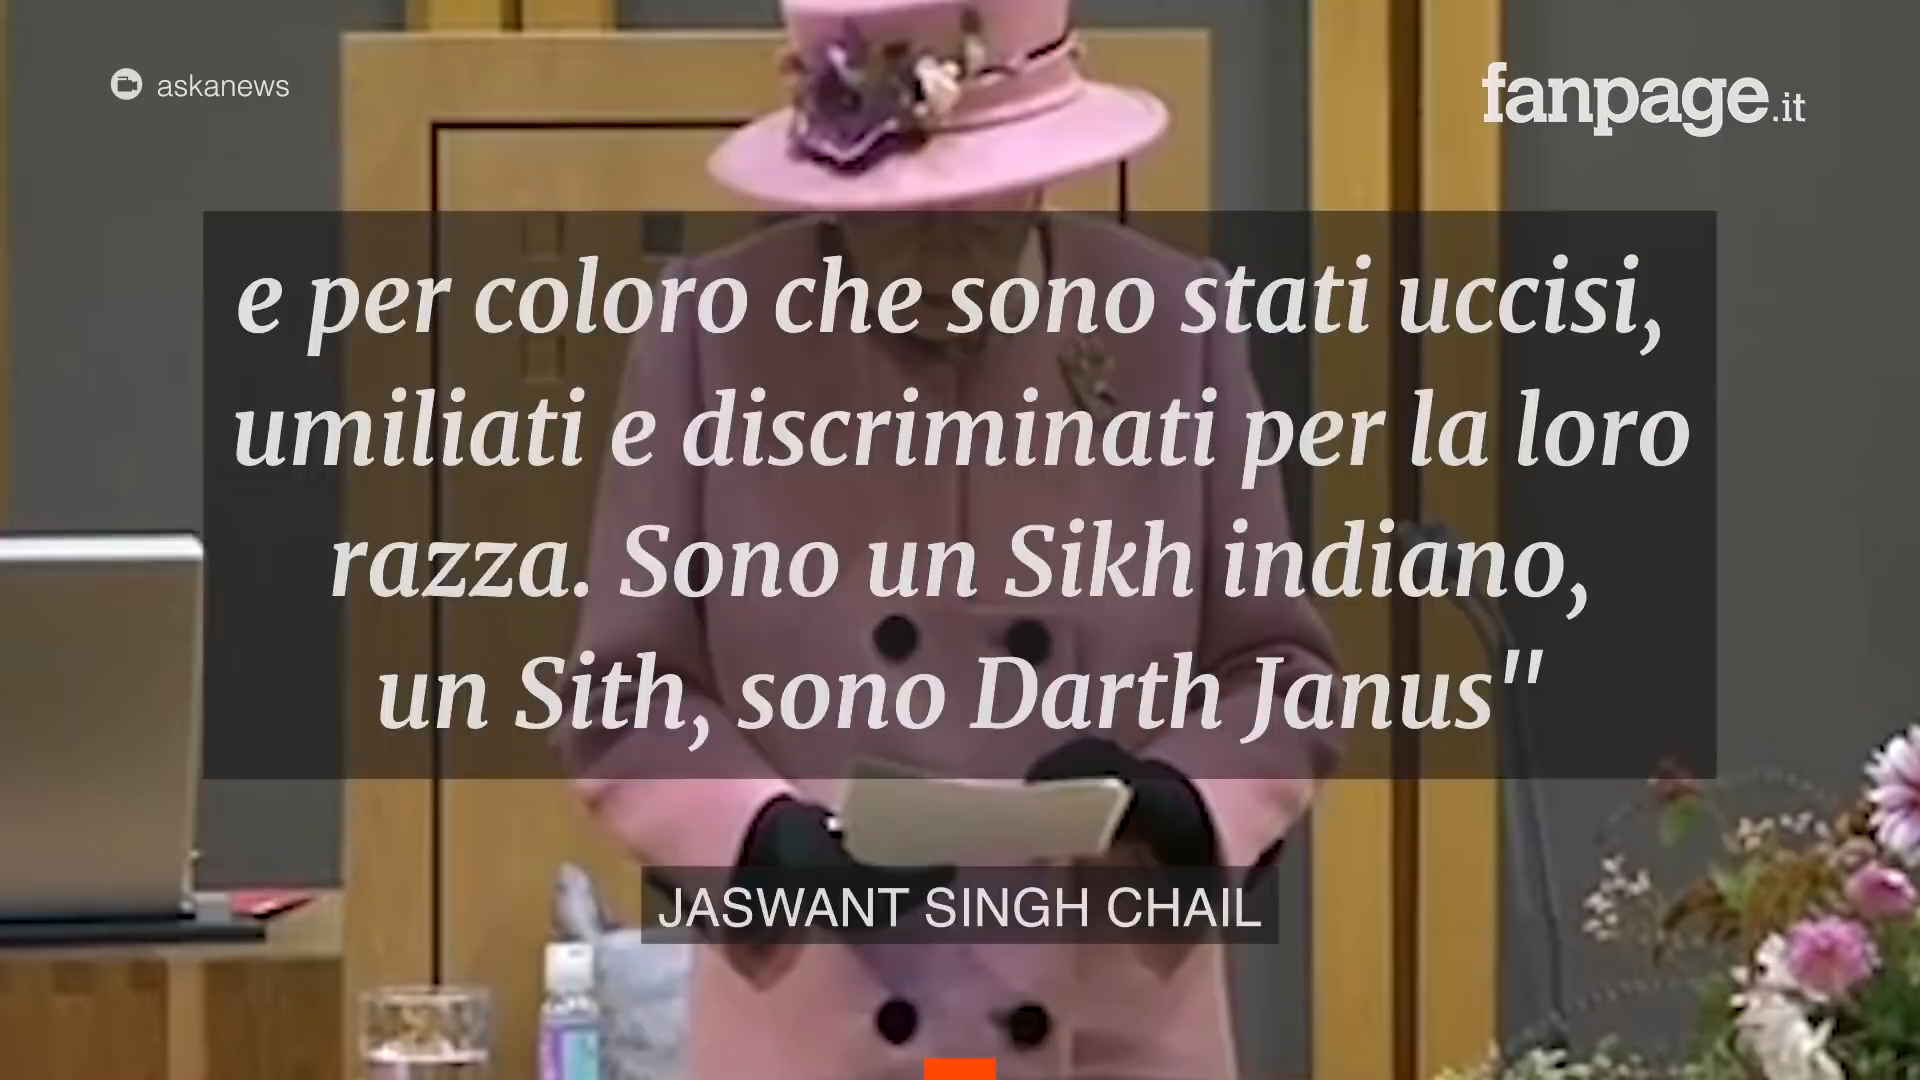 askanews
fanpage.it
e per coloro che sono stati uccisi,
umiliati e discriminati per la loro
razza. Sono un Sikh indiano,
un Sith, sono Darth Janus"
JASWANT SINGH CHAIL